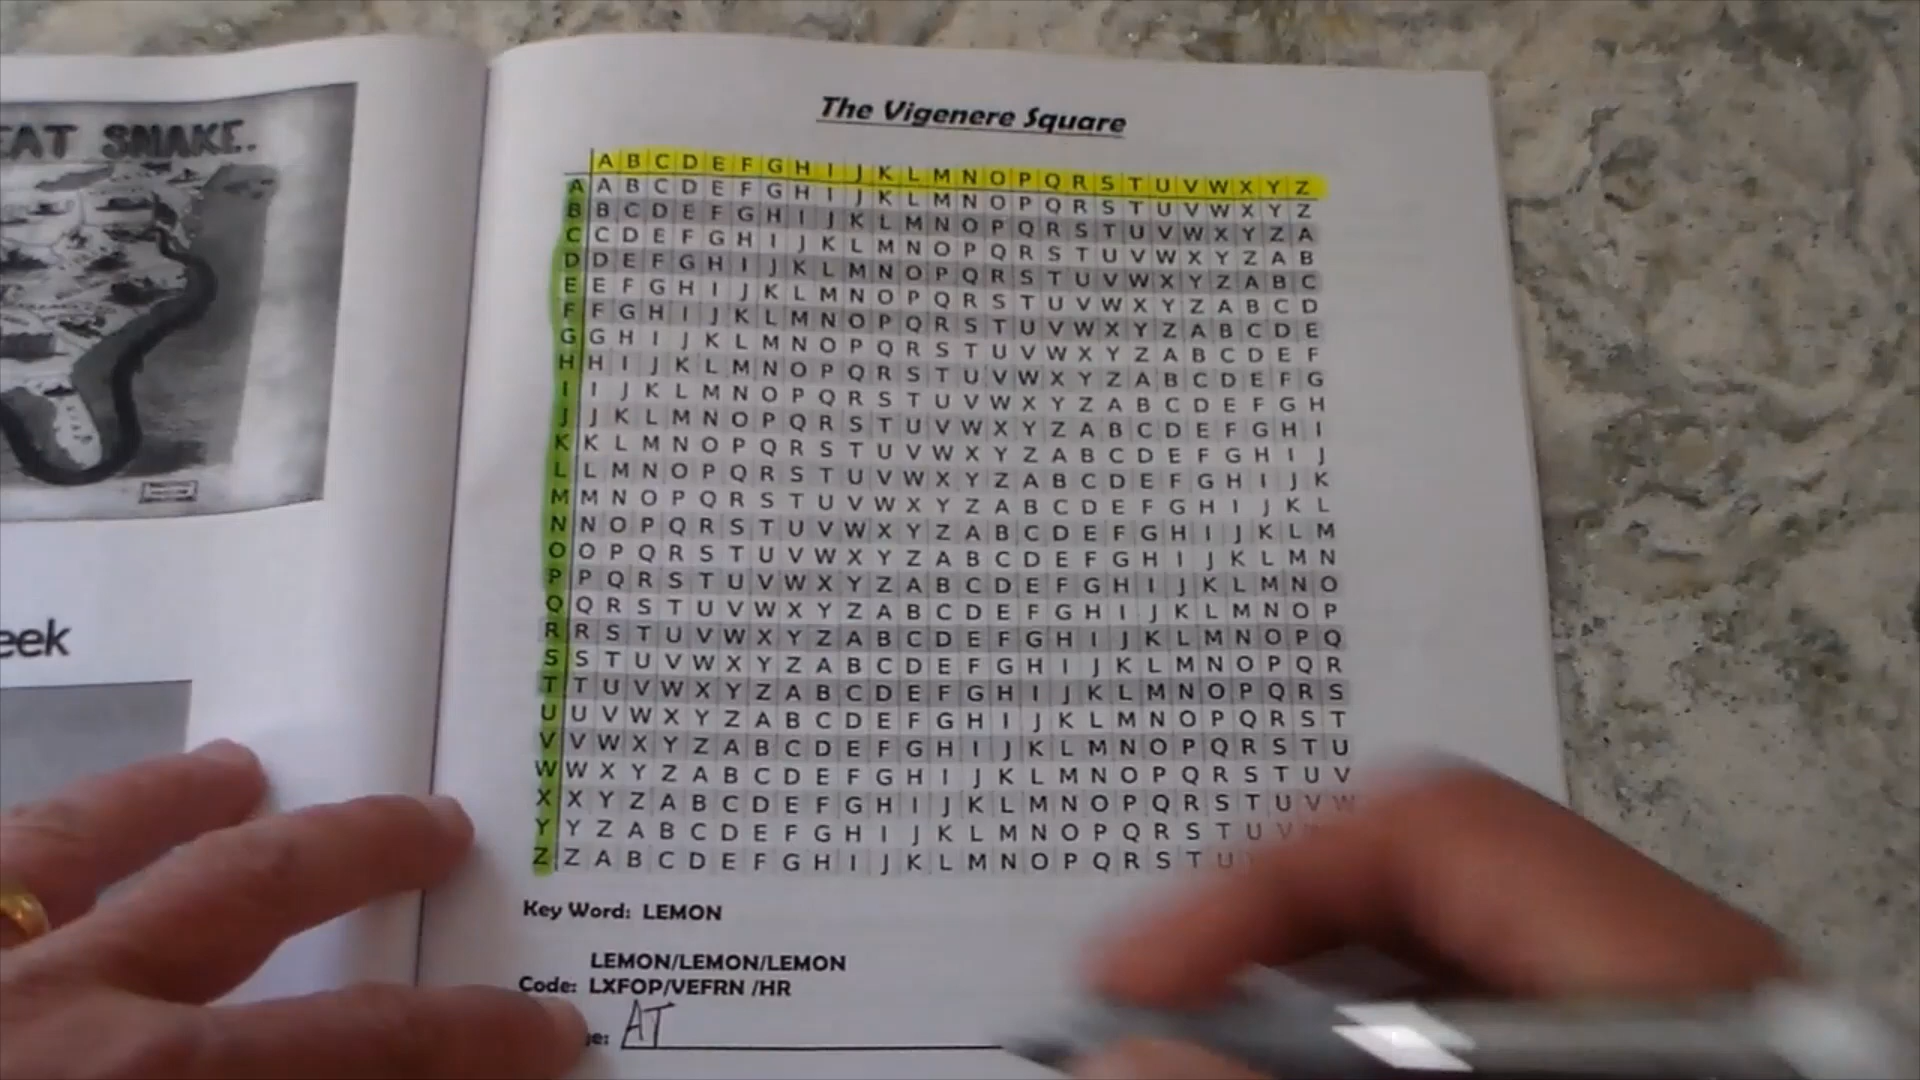 EAT SNAKE.
eek
The Vigenere Square
A B C D E F G H I J K L M N O P Q R S T U V W X Y Z
A A B C D E F G H I J K L M N O P Q R S T U V W X Y Z
B B C D E F G H I J K L M N O P Q R S T U V W X Y Z A
C C D E F G H I J K L M N O P Q R S T U V W X Y Z A B
D D E F G H I J K L M N O P Q R S T U V W X Y Z A B C
E E F G H I J K L M N O P Q R S T U V W X Y Z A B C D
F F G H I J K L M N O P Q R S T U V W X Y Z A B C D E
G G H I J K L M N O P Q R S T U V W X Y Z A B C D E F
H H I J K L M N O P Q R S T U V W X Y Z A B C D E F G
I I J K L M N O P Q R S T U V W X Y Z A B C D E F G H
J J K L M N O P Q R S T U V W X Y Z A B C D E F G H I
K K L M N O P Q R S T U V W X Y Z A B C D E F G H I J
L L M N O P Q R S T U V W X Y Z A B C D E F G H I J K
M M N O P Q R S T U V W X Y Z A B C D E F G H I J K L
N N O P Q R S T U V W X Y Z A B C D E F G H I J K L M
O O P Q R S T U V W X Y Z A B C D E F G H I J K L M N
P P Q R S T U V W X Y Z A B C D E F G H I J K L M N O
Q Q R S T U V W X Y Z A B C D E F G H I J K L M N O P
R R S T U V W X Y Z A B C D E F G H I J K L M N O P Q
S S T U V W X Y Z A B C D E F G H I J K L M N O P Q R
T T U V W X Y Z A B C D E F G H I J K L M N O P Q R S
U U V W X Y Z A B C D E F G H I J K L M N O P Q R S T
V V W X Y Z A B C D E F G H I J K L M N O P Q R S T U
W W X Y Z A B C D E F G H I J K L M N O P Q R S T U V
X X Y Z A B C D E F G H I J K L M N O P Q R S T U V W
Y Y Z A B C D E F G H I J K L M N O P Q R S T U V
Z Z A B C D E F G H I J K L M N O P Q R S T U
Key Word: LEMON
LEMON/LEMON/LEMON
Code: LXFOP/VEFRN /HR
e: AT